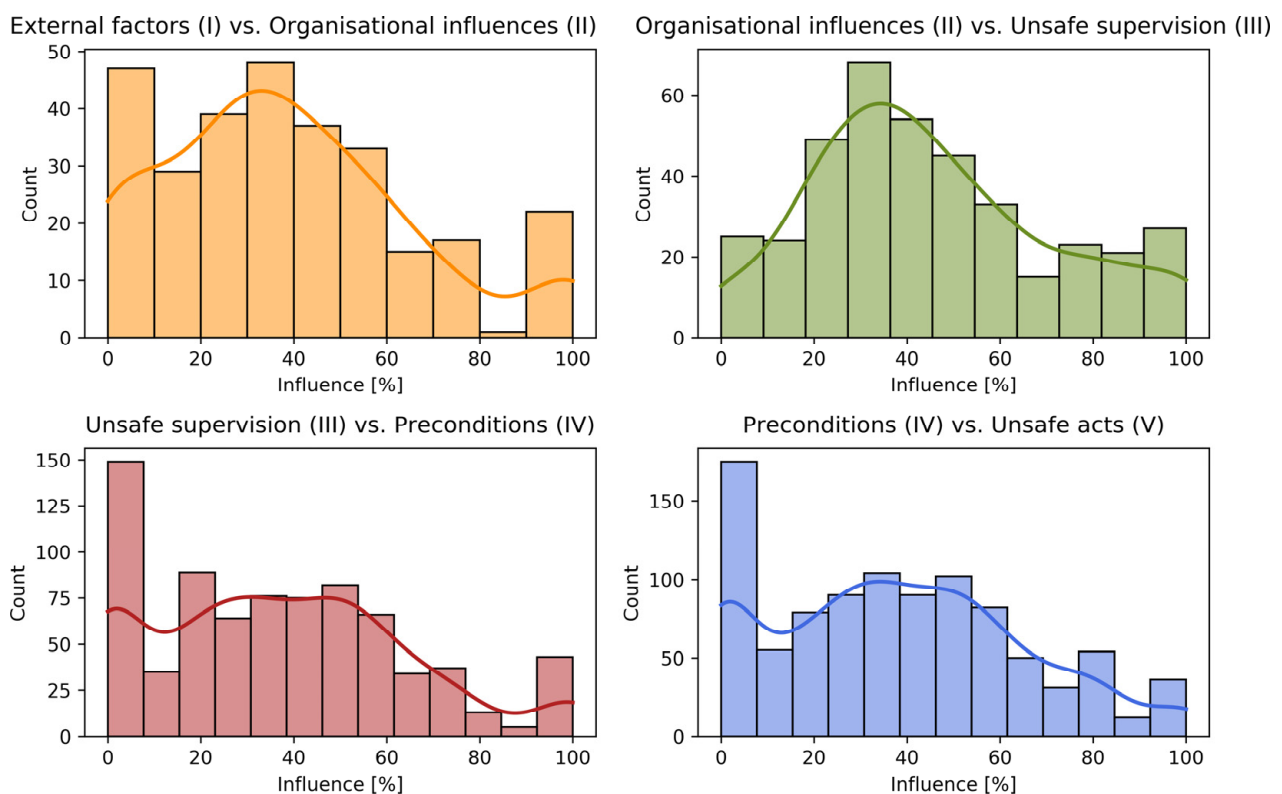 External factors (I) vs. Organisational influences (II)
50
40
30
20
10
0
Count
0 20 40 60 80 100
Influence [%]
Organisational influences (II) vs. Unsafe supervision (III)
60
40
20
0
Count
0 20 40 60 80 100
Influence [%]
Unsafe supervision (III) vs. Preconditions (IV)
150
125
100
75
50
25
0
Count
0 20 40 60 80 100
Influence [%]
Preconditions (IV) vs. Unsafe acts (V)
150
100
50
0
Count
0 20 40 60 80 100
Influence [%]